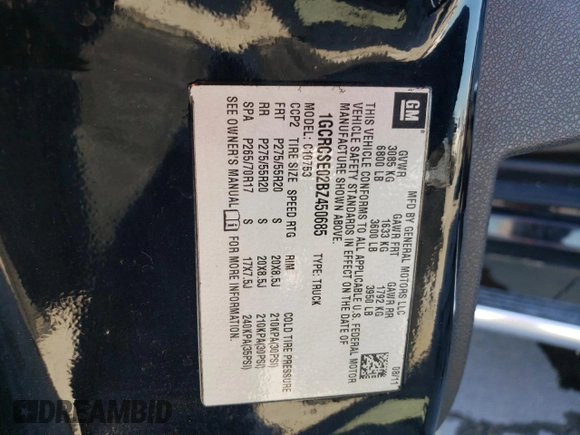 GM
MFD BY GENERAL MOTORS LLC
08/11
GVWR GAWR FRT GAWR RR
3085 KG 1633 KG 1792 KG
6800 LB 3600 LB 3950 LB
THIS VEHICLE CONFORMS TO ALL APPLICABLE U.S. FEDERAL MOTOR
VEHICLE SAFETY STANDARDS IN EFFECT ON THE DATE OF
MANUFACTURE SHOWN ABOVE.
1GCRCSE02BZ450685 TYPE: TRUCK
MODEL: C10753
CCP2 TIRE SIZE SPEED RTG RIM COLD TIRE PRESSURE
FRT P275/55R20 S 20X8.5J 210KPA(30PSI)
RR P275/55R20 S 20X8.5J 210KPA(30PSI)
SPA P265/70R17 S 17X7.5J 240KPA(35PSI)
SEE OWNER'S MANUAL FOR MORE INFORMATION.
DREAMBID